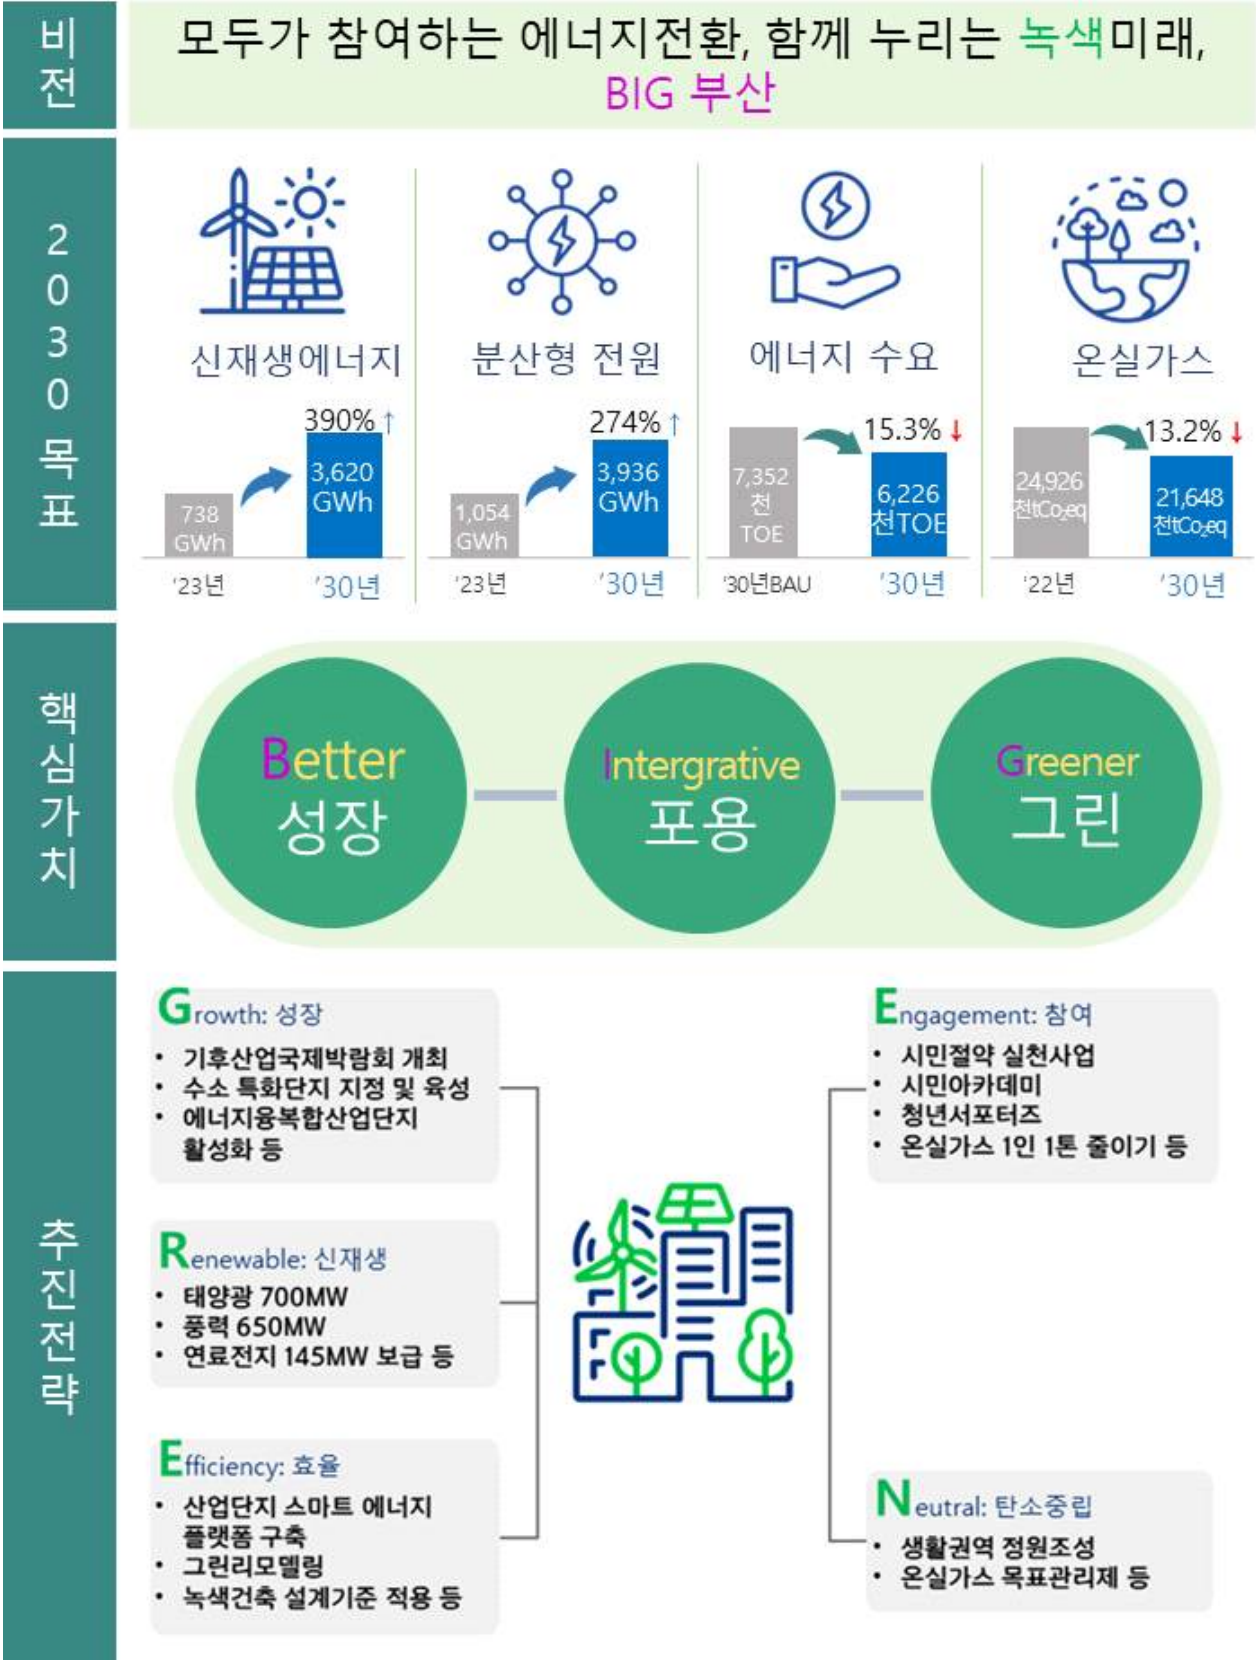 비전
모두가 참여하는 에너지전환, 함께 누리는 녹색미래,
BIG 부산
2030목표
신재생에너지
390% ↑
738
GWh
3,620
GWh
'23년
'30년
분산형 전원
274% ↑
1,054
GWh
3,936
GWh
'23년
'30년
에너지 수요
15.3% ↓
7,352
천
TOE
6,226
천TOE
'30년BAU
'30년
온실가스
13.2% ↓
24,926
천tCo₂eq
21,648
천tCo₂eq
'22년
'30년
핵심가치
Better
성장
Intergrative
포용
Greener
그린
추진전략
Growth: 성장
• 기후산업국제박람회 개최
• 수소 특화단지 지정 및 육성
• 에너지융복합산업단지
활성화 등
Renewable: 신재생
• 태양광 700MW
• 풍력 650MW
• 연료전지 145MW 보급 등
Efficiency: 효율
• 산업단지 스마트 에너지
플랫폼 구축
• 그린리모델링
• 녹색건축 설계기준 적용 등
Engagement: 참여
• 시민절약 실천사업
• 시민아카데미
• 청년서포터즈
• 온실가스 1인 1톤 줄이기 등
Neutral: 탄소중립
• 생활권역 정원조성
• 온실가스 목표관리제 등